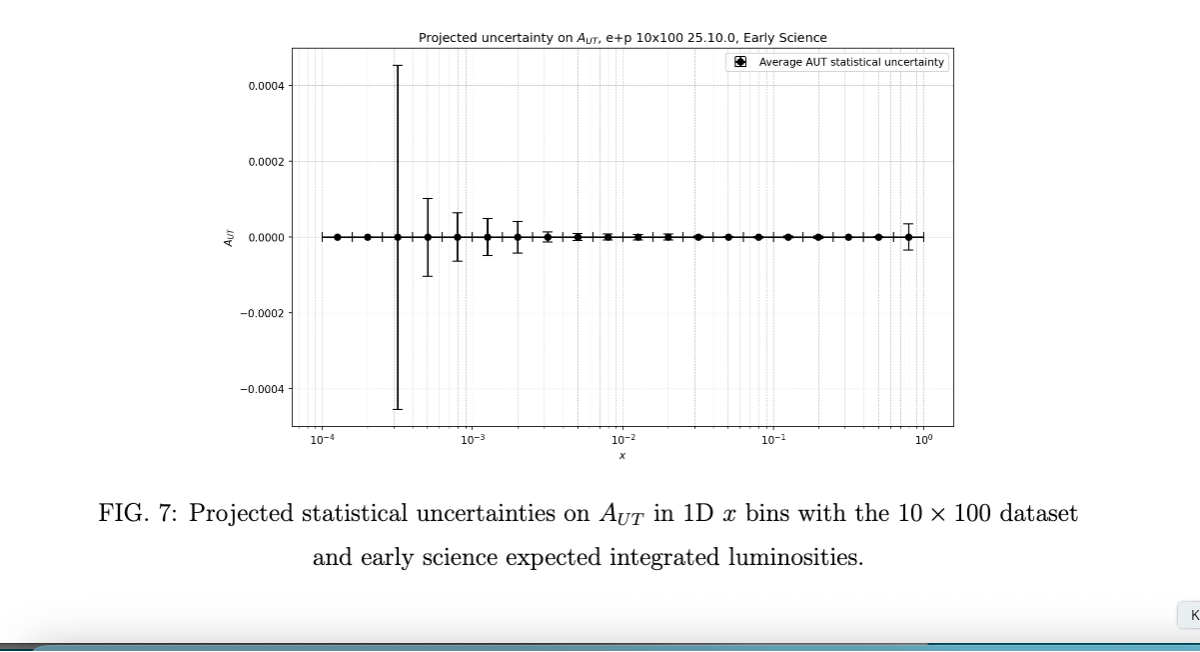 Projected uncertainty on A_UT, e+p 10x100 25.10.0, Early Science
Average AUT statistical uncertainty
0.0004
0.0002
0.0000
−0.0002
−0.0004
A_UT
10⁻⁴ 10⁻³ 10⁻² 10⁻¹ 10⁰
x
FIG. 7: Projected statistical uncertainties on A_UT in 1D x bins with the 10 × 100 dataset
and early science expected integrated luminosities.
K